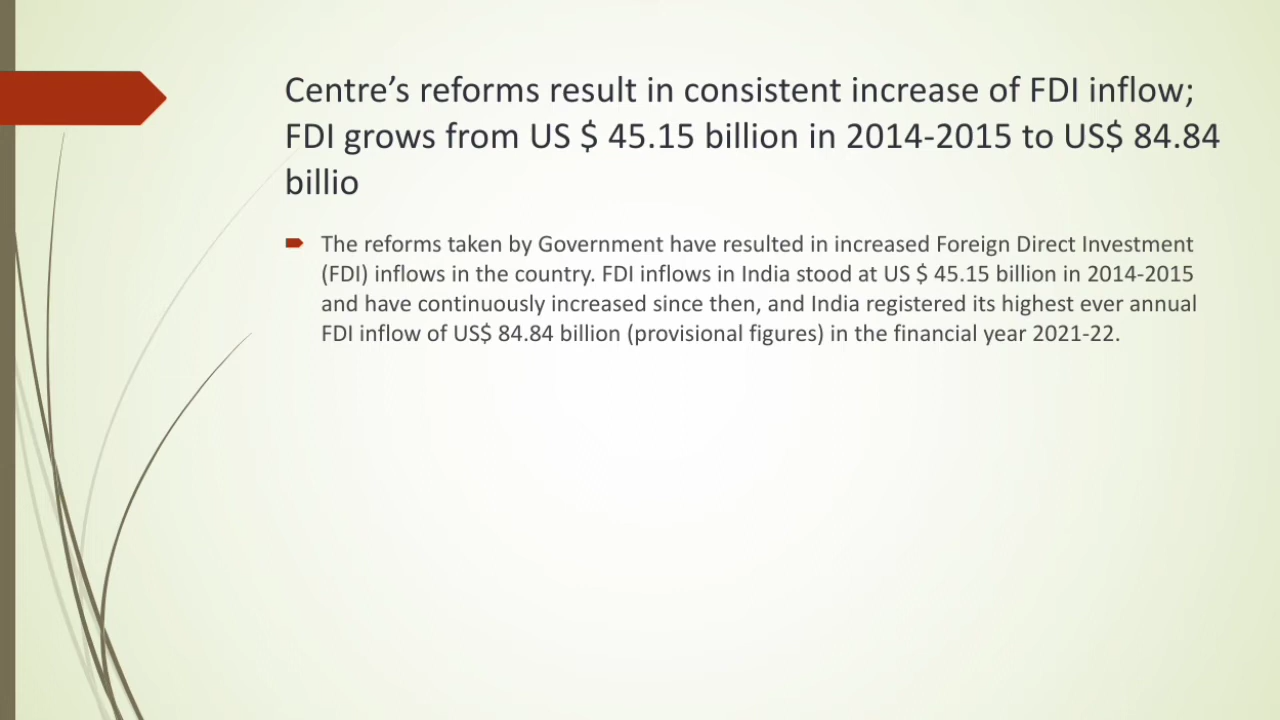 Centre’s reforms result in consistent increase of FDI inflow;
FDI grows from US $ 45.15 billion in 2014-2015 to US$ 84.84
billio
The reforms taken by Government have resulted in increased Foreign Direct Investment
(FDI) inflows in the country. FDI inflows in India stood at US $ 45.15 billion in 2014-2015
and have continuously increased since then, and India registered its highest ever annual
FDI inflow of US$ 84.84 billion (provisional figures) in the financial year 2021-22.